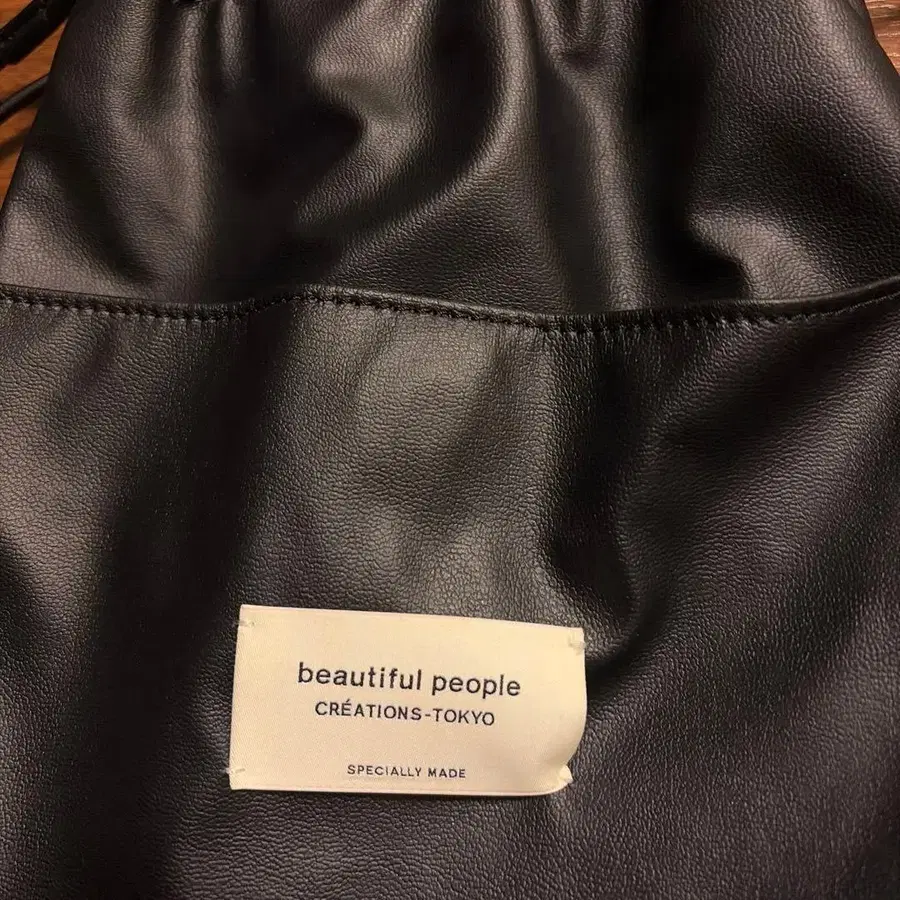 beautiful people
CRÉATIONS-TOKYO
SPECIALLY MADE